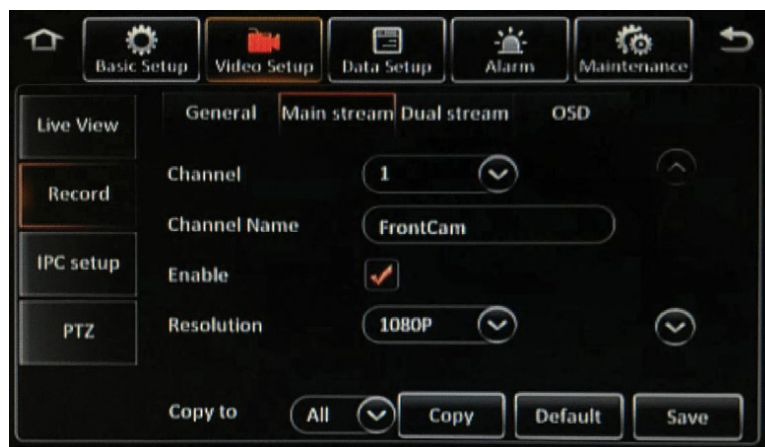 Basic Setup Video Setup Data Setup Alarm Maintenance
Live View
Record
IPC setup
PTZ
General Main stream Dual stream OSD
Channel 1
Channel Name FrontCam
Enable
Resolution 1080P
Copy to All Copy Default Save